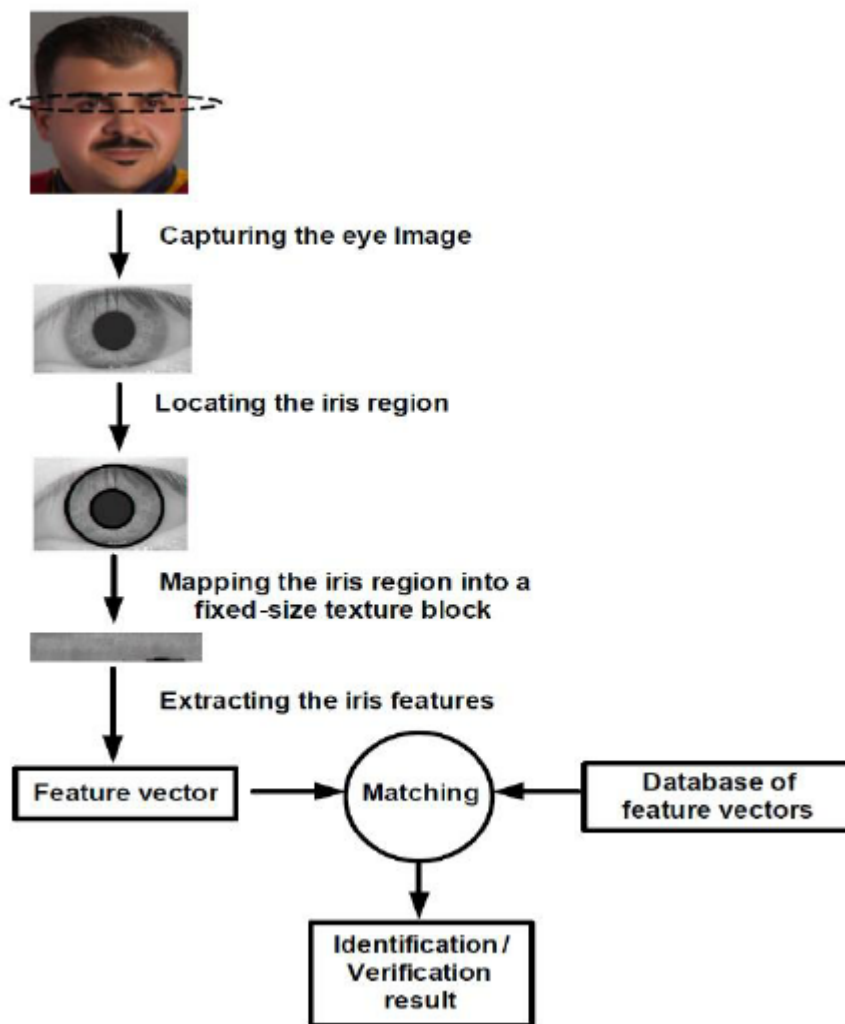 Capturing the eye Image
Locating the iris region
Mapping the iris region into a
fixed-size texture block
Extracting the iris features
Feature vector
Matching
Database of
feature vectors
Identification /
Verification
result